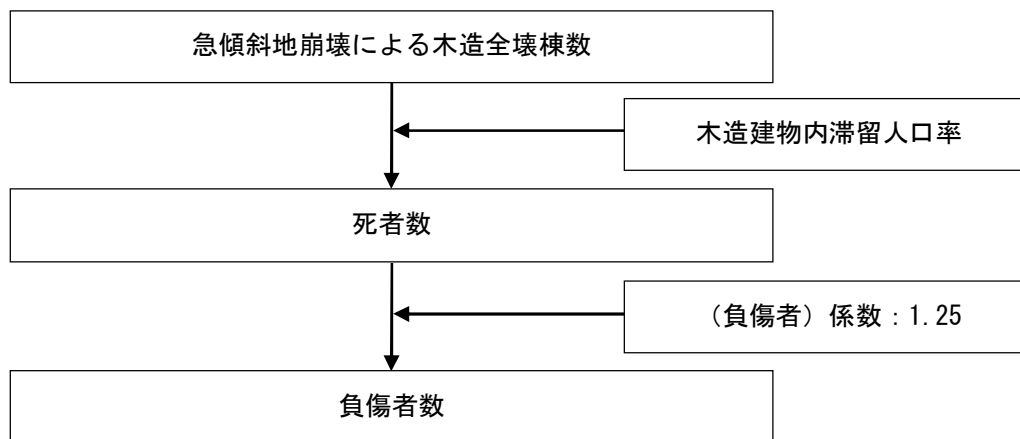 急傾斜地崩壊による木造全壊棟数
木造建物内滞留人口率
死者数
（負傷者）係数：1.25
負傷者数